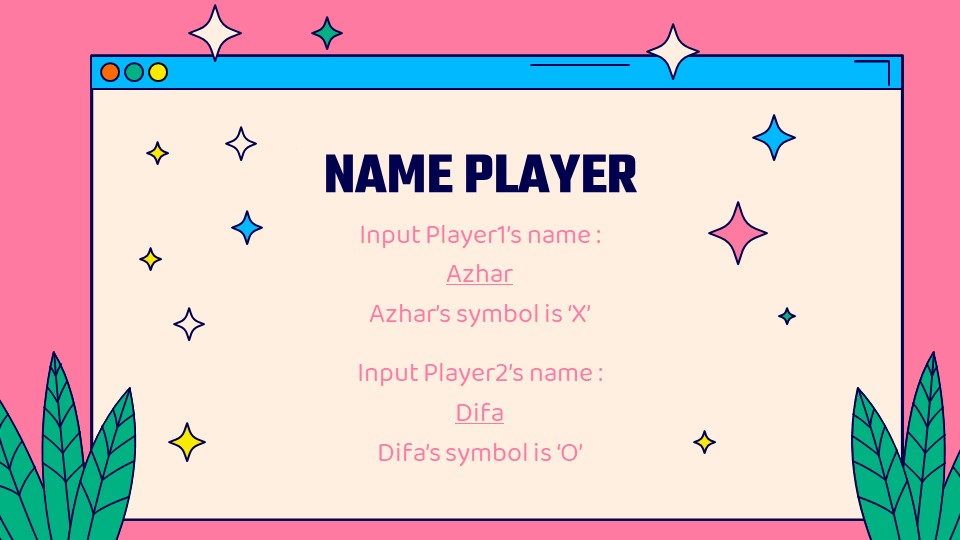 NAME PLAYER
Input Player1’s name :
Azhar
Azhar’s symbol is ‘X’
Input Player2’s name :
Difa
Difa’s symbol is ‘O’